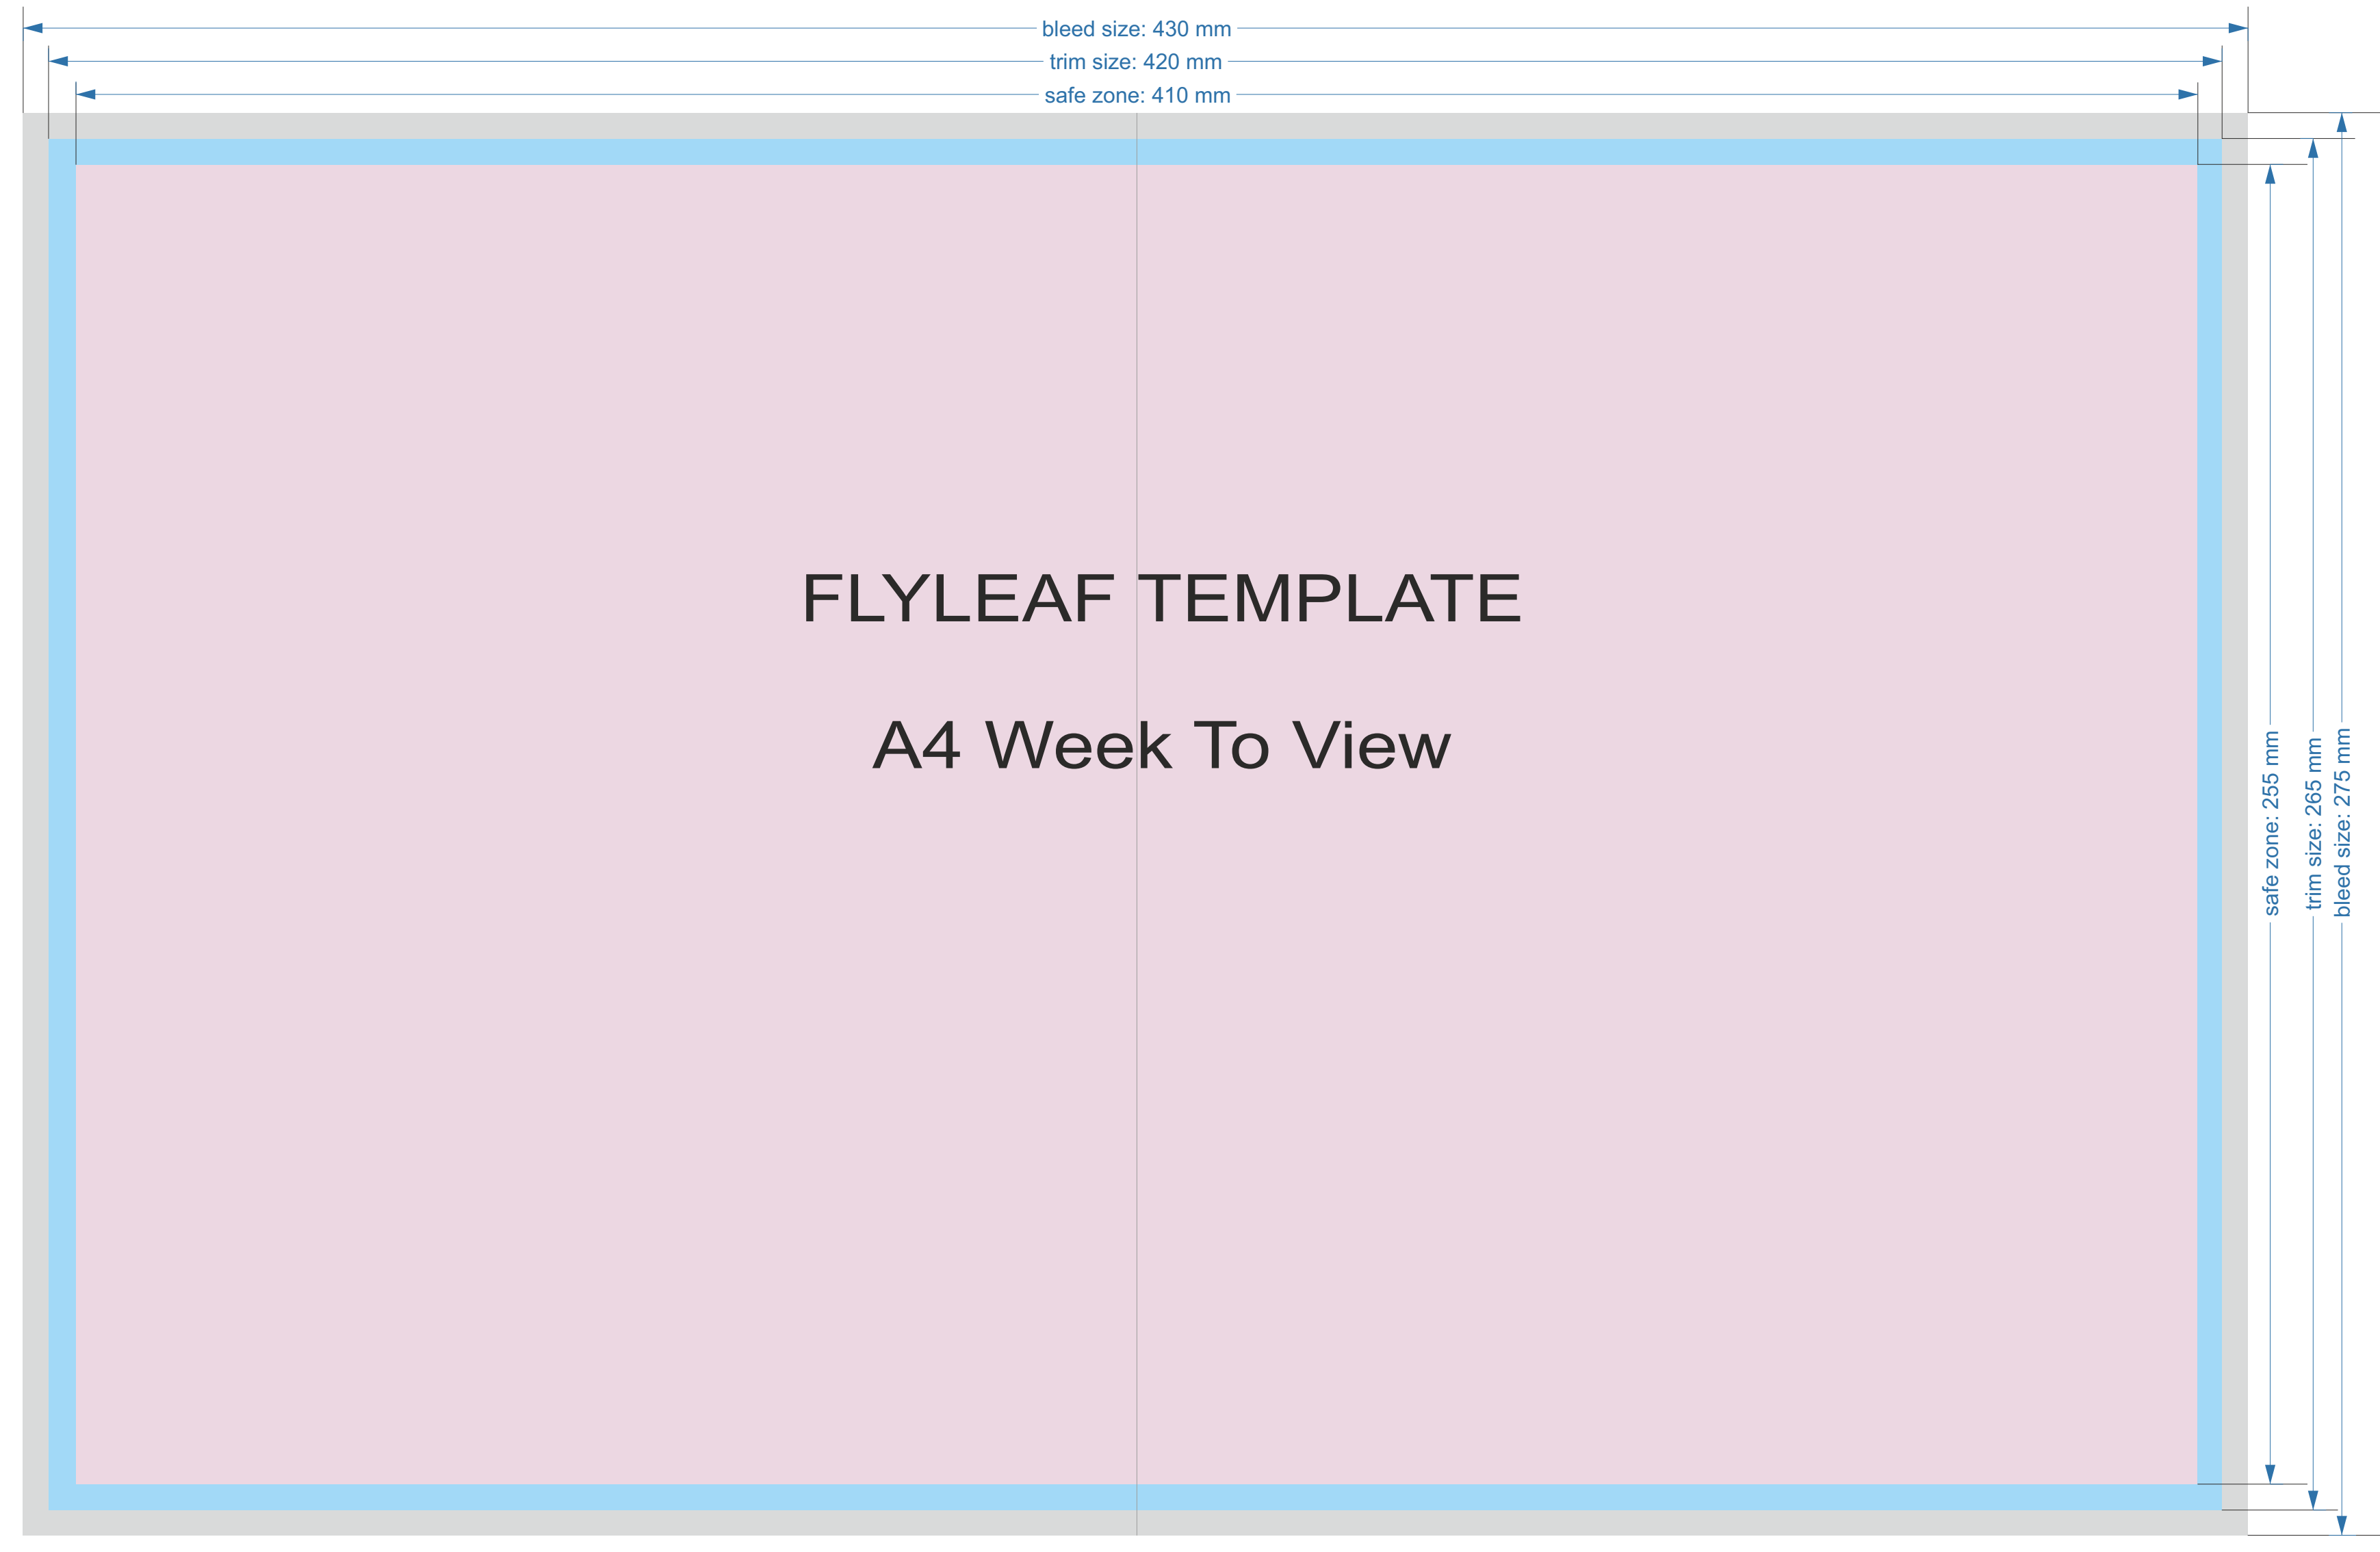 bleed size: 430 mm
trim size: 420 mm
safe zone: 410 mm
FLYLEAF TEMPLATE
A4 Week To View
safe zone: 255 mm
trim size: 265 mm
bleed size: 275 mm